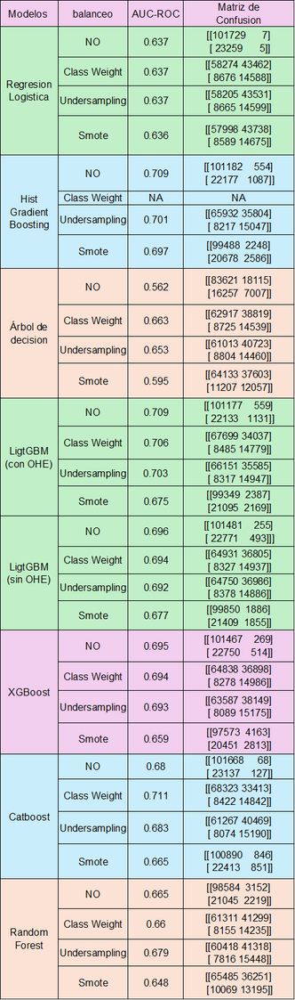 Modelos balanceo AUC-ROC Matriz de
Confusion
Regresion
Logistica
NO 0.637 [[101729 7]
[ 23259 5]]
Class Weight 0.637 [[58274 43462]
[ 8676 14588]]
Undersampling 0.637 [[58205 43531]
[ 8665 14599]]
Smote 0.636 [[57998 43738]
[ 8589 14675]]
Hist
Gradient
Boosting
NO 0.709 [[101182 554]
[ 22177 1087]]
Class Weight NA NA
Undersampling 0.701 [[65932 35804]
[ 8217 15047]]
Smote 0.697 [[99488 2248]
[20678 2586]]
Árbol de
decision
NO 0.562 [[83621 18115]
[16257 7007]]
Class Weight 0.663 [[62917 38819]
[ 8725 14539]]
Undersampling 0.653 [[61013 40723]
[ 8804 14460]]
Smote 0.595 [[64133 37603]
[11207 12057]]
LigtGBM
(con OHE)
NO 0.709 [[101177 559]
[ 22133 1131]]
Class Weight 0.706 [[67699 34037]
[ 8485 14779]]
Undersampling 0.703 [[66151 35585]
[ 8317 14947]]
Smote 0.675 [[99349 2387]
[21095 2169]]
LigtGBM
(sin OHE)
NO 0.696 [[101481 255]
[ 22771 493]]]
Class Weight 0.694 [[64931 36805]
[ 8327 14937]]
Undersampling 0.692 [[64750 36986]
[ 8378 14886]]
Smote 0.677 [[99850 1886]
[21409 1855]]
XGBoost
NO 0.695 [[101467 269]
[ 22750 514]]
Class Weight 0.694 [[64838 36898]
[ 8278 14986]]
Undersampling 0.693 [[63587 38149]
[ 8089 15175]]
Smote 0.659 [[97573 4163]
[20451 2813]]
Catboost
NO 0.68 [[101668 68]
[ 23137 127]]
Class Weight 0.711 [[68323 33413]
[ 8422 14842]]
Undersampling 0.683 [[61267 40469]
[ 8074 15190]]
Smote 0.665 [[100890 846]
[ 22413 851]]
Random
Forest
NO 0.665 [[98584 3152]
[21045 2219]]
Class Weight 0.66 [[61311 41299]
[ 8155 14235]]
Undersampling 0.679 [[60418 41318]
[ 7816 15448]]
Smote 0.648 [[65485 36251]
[10069 13195]]